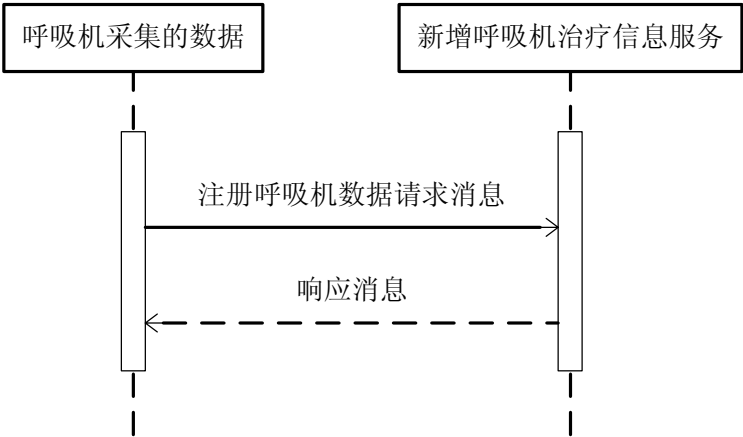 呼吸机采集的数据
新增呼吸机治疗信息服务
注册呼吸机数据请求消息
响应消息